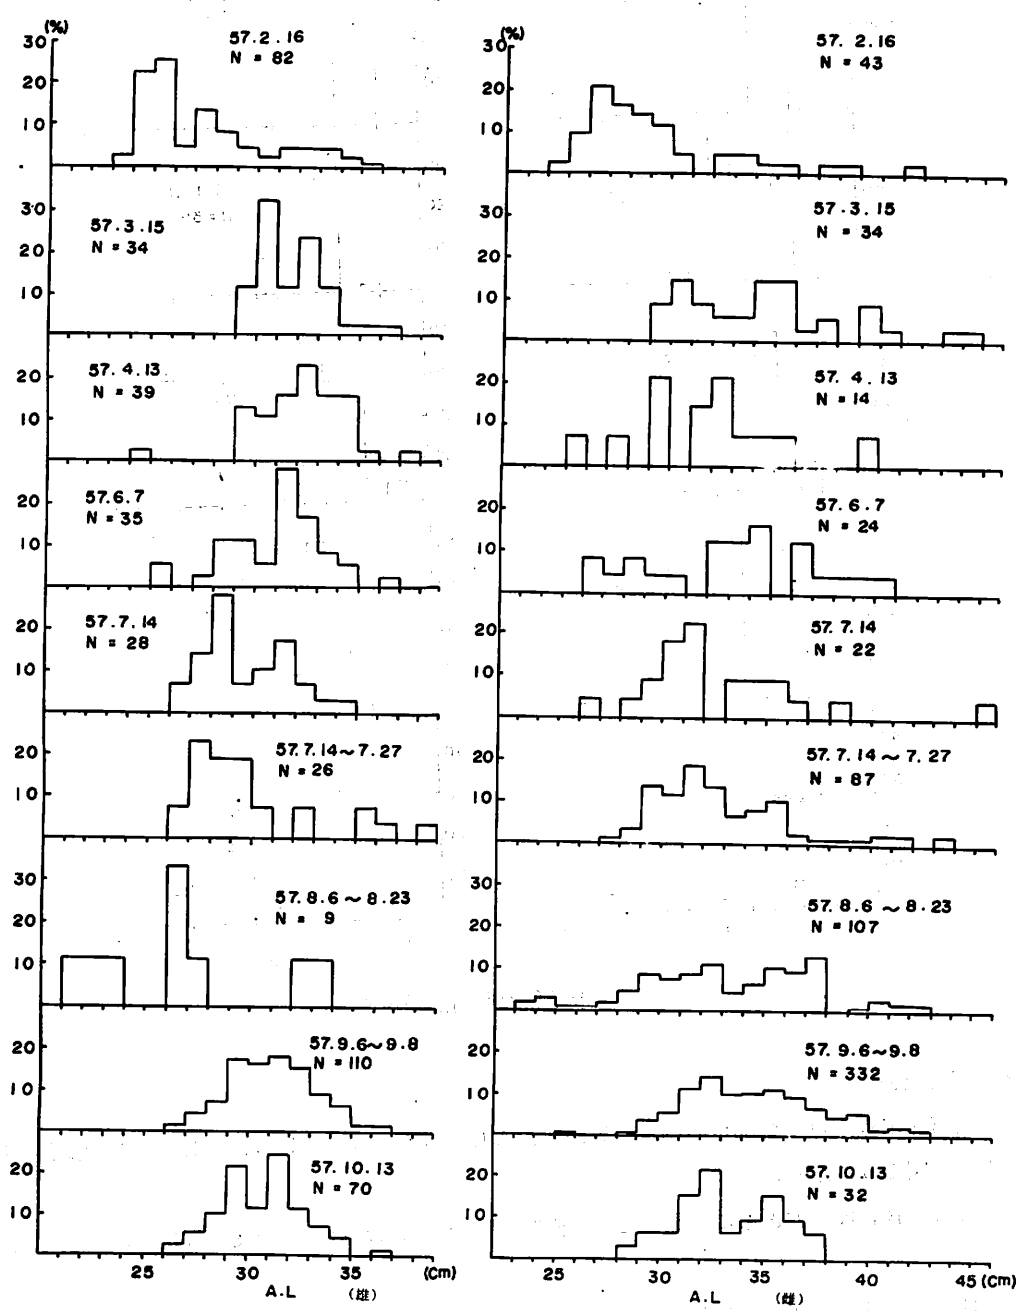 (%)
30
20
10
57.2.16
N = 82
30
20
10
57.3.15
N = 34
20
10
57.4.13
N = 39
20
10
57.6.7
N = 35
20
10
57.7.14
N = 28
20
10
57.7.14~7.27
N = 26
30
20
10
57.8.6~8.23
N = 9
20
10
57.9.6~9.8
N = 110
20
10
57.10.13
N = 70
25 30 35 (Cm)
A.L (雄)
(%)
30
20
10
57.2.16
N = 43
30
20
10
57.3.15
N = 34
20
10
57.4.13
N = 14
20
10
57.6.7
N = 24
20
10
57.7.14
N = 22
20
10
57.7.14~7.27
N = 87
30
20
10
57.8.6~8.23
N = 107
20
10
57.9.6~9.8
N = 332
20
10
57.10.13
N = 32
25 30 35 40 45 (Cm)
A.L (雌)